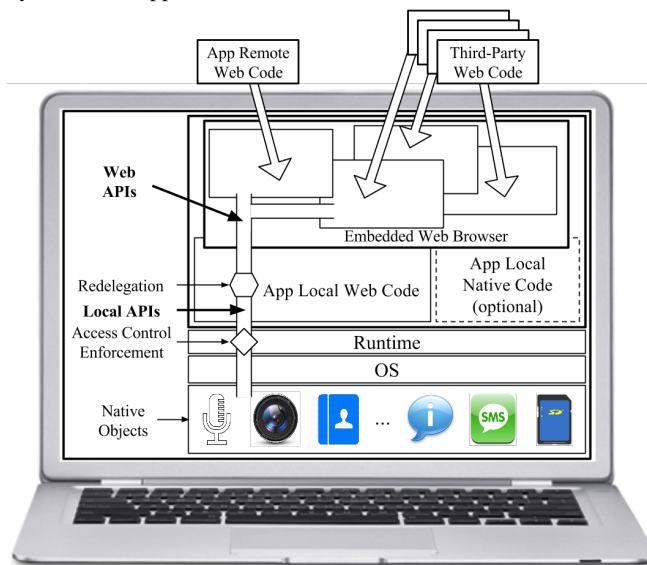 App Remote
Web Code
Third-Party
Web Code
Web
APIs
Embedded Web Browser
Redelegation
App Local Web Code
App Local
Native Code
(optional)
Local APIs
Access Control
Enforcement
Runtime
OS
Native
Objects
...
i
SMS
SD